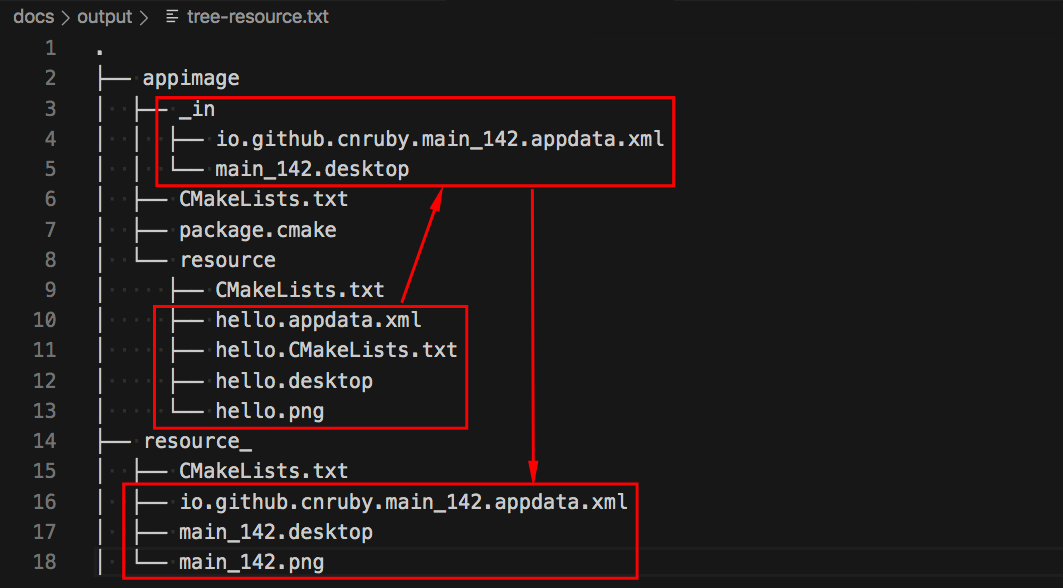 docs > output > tree-resource.txt
1 .
2 ├── appimage
3 │   ├── _in
4 │   │   ├── io.github.cnruby.main_142.appdata.xml
5 │   │   └── main_142.desktop
6 │   ├── CMakeLists.txt
7 │   ├── package.cmake
8 │   └── resource
9 │       ├── CMakeLists.txt
10 │       ├── hello.appdata.xml
11 │       ├── hello.CMakeLists.txt
12 │       ├── hello.desktop
13 │       └── hello.png
14 ├── resource_
15 │   ├── CMakeLists.txt
16 │   ├── io.github.cnruby.main_142.appdata.xml
17 │   ├── main_142.desktop
18 │   └── main_142.png